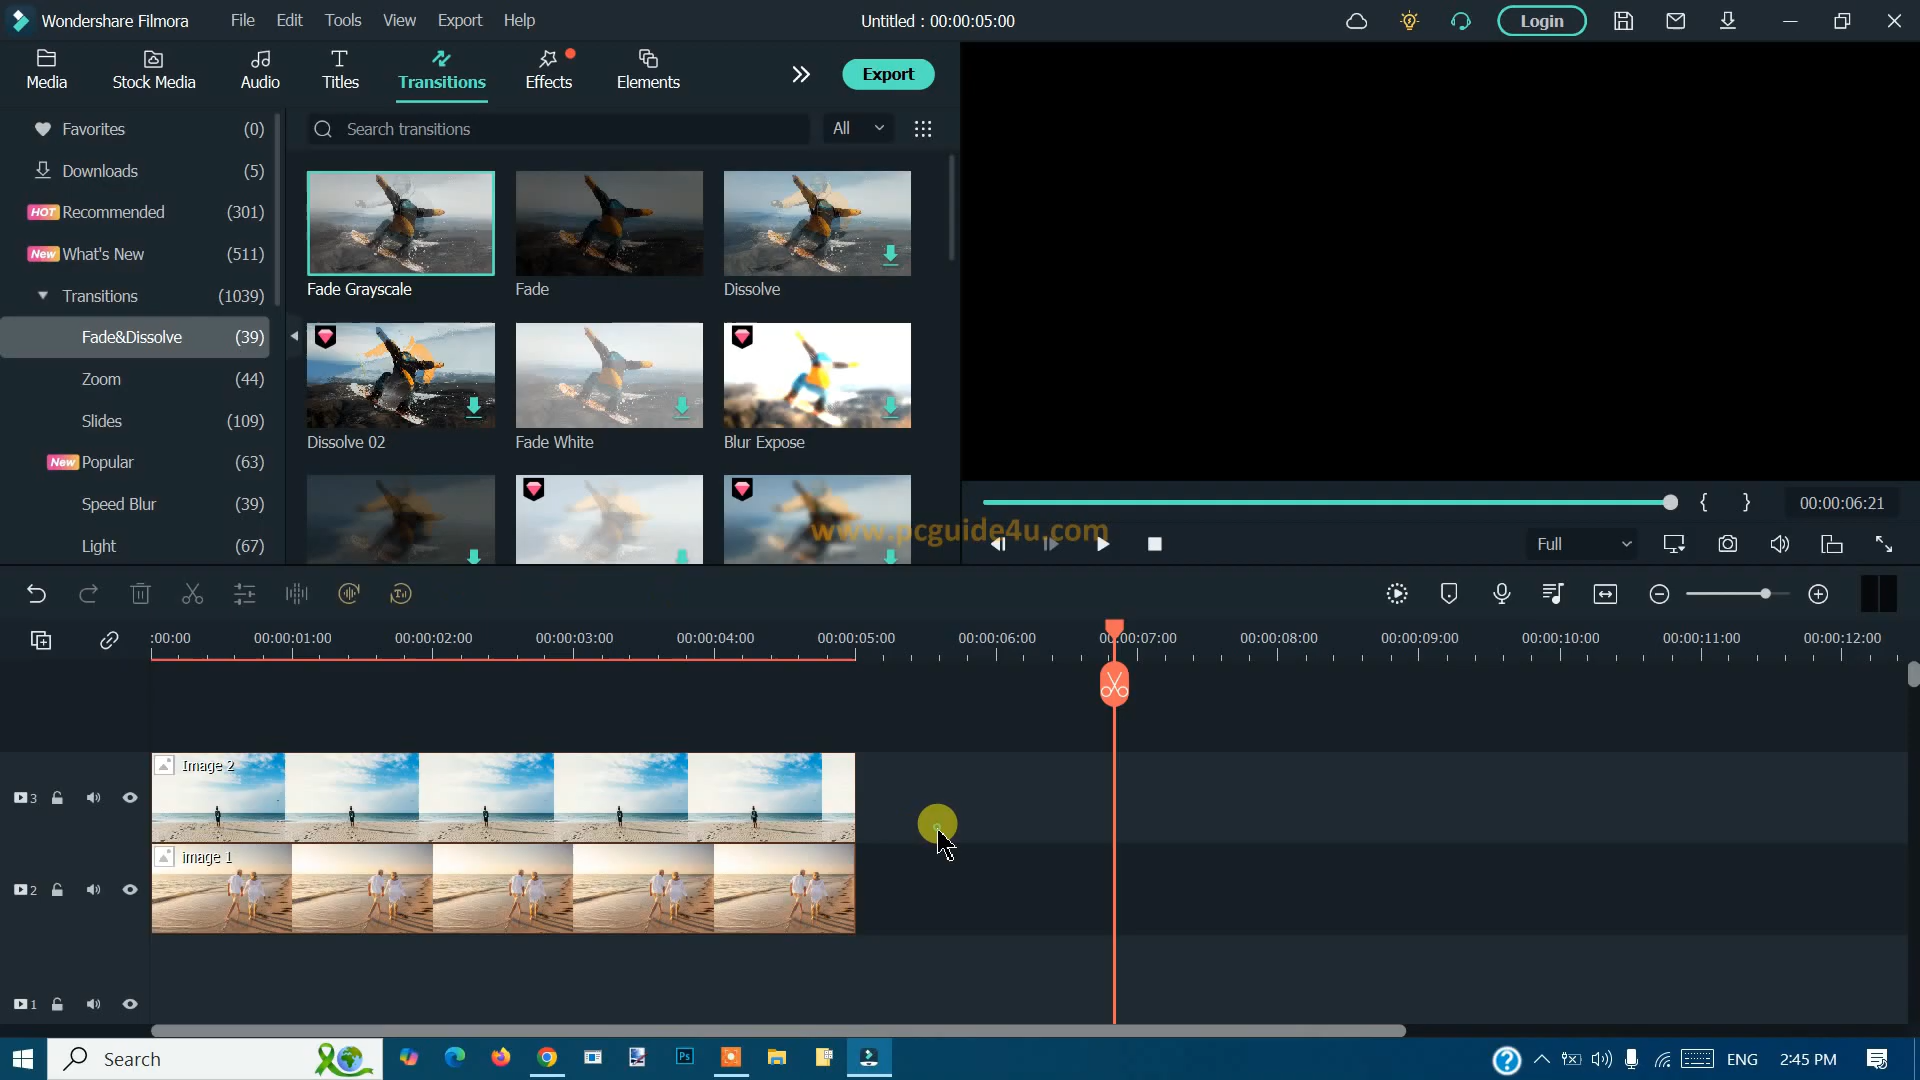 Wondershare Filmora
File Edit Tools View Export Help
Untitled : 00:00:05:00
Login
Media Stock Media Audio Titles Transitions Effects Elements
Export
Favorites (0)
Downloads (5)
HOT Recommended (301)
New What's New (511)
Transitions (1039)
Fade&Dissolve (39)
Zoom (44)
Slides (109)
New Popular (63)
Speed Blur (39)
Light (67)
Search transitions
All
Fade Grayscale Fade Dissolve
Dissolve 02 Fade White Blur Expose
www.pcguide4u.com
{ } 00:00:06:21
Full
:00:00 00:00:01:00 00:00:02:00 00:00:03:00 00:00:04:00 00:00:05:00 00:00:06:00 00:00:07:00 00:00:08:00 00:00:09:00 00:00:10:00 00:00:11:00 00:00:12:00
3
Image 2
2
image 1
1
Search
Ps
ENG
2:45 PM